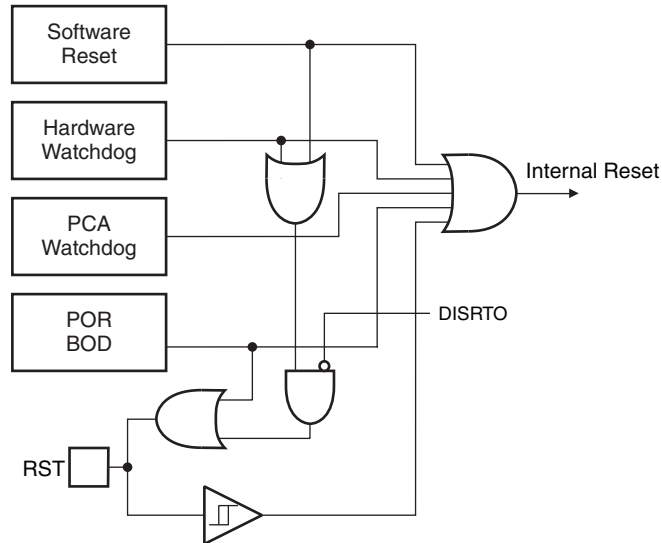 Software
Reset
Hardware
Watchdog
PCA
Watchdog
POR
BOD
Internal Reset
DISRTO
RST